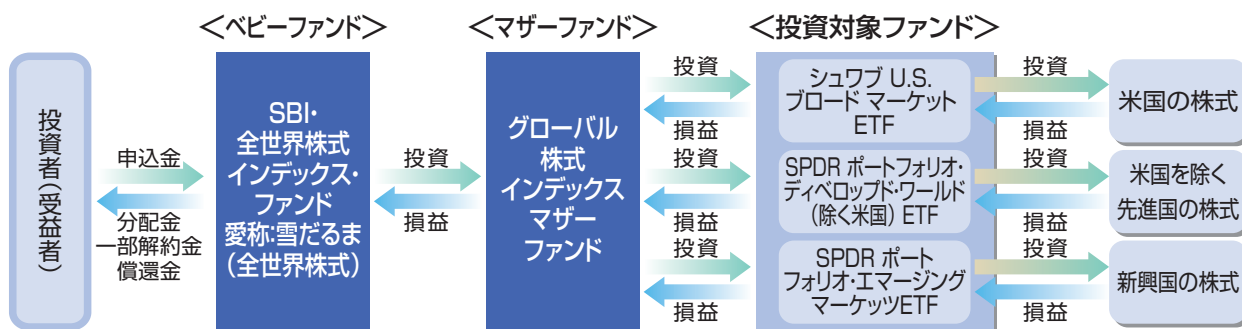 ＜ベビーファンド＞
＜マザーファンド＞
＜投資対象ファンド＞
投資者(受益者)
申込金
分配金
一部解約金
償還金
SBI・
全世界株式
インデックス・
ファンド
愛称:雪だるま
(全世界株式)
投資
損益
グローバル
株式
インデックス
マザー
ファンド
投資
損益
シュワブ U.S.
ブロード マーケット
ETF
投資
損益
米国の株式
投資
損益
SPDR ポートフォリオ・
ディベロップド・ワールド
(除く米国) ETF
投資
損益
米国を除く
先進国の株式
投資
損益
SPDR ポート
フォリオ・エマージング
マーケッツETF
投資
損益
新興国の株式